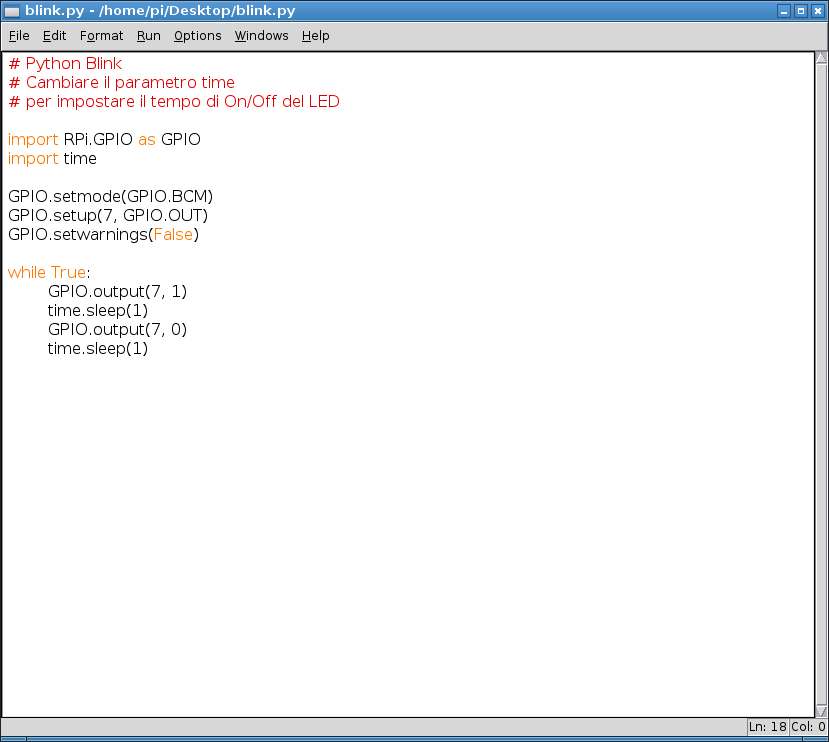 blink.py - /home/pi/Desktop/blink.py
File Edit Format Run Options Windows Help
# Python Blink
# Cambiare il parametro time
# per impostare il tempo di On/Off del LED
import RPi.GPIO as GPIO
import time
GPIO.setmode(GPIO.BCM)
GPIO.setup(7, GPIO.OUT)
GPIO.setwarnings(False)
while True:
        GPIO.output(7, 1)
        time.sleep(1)
        GPIO.output(7, 0)
        time.sleep(1)
Ln: 18 Col: 0